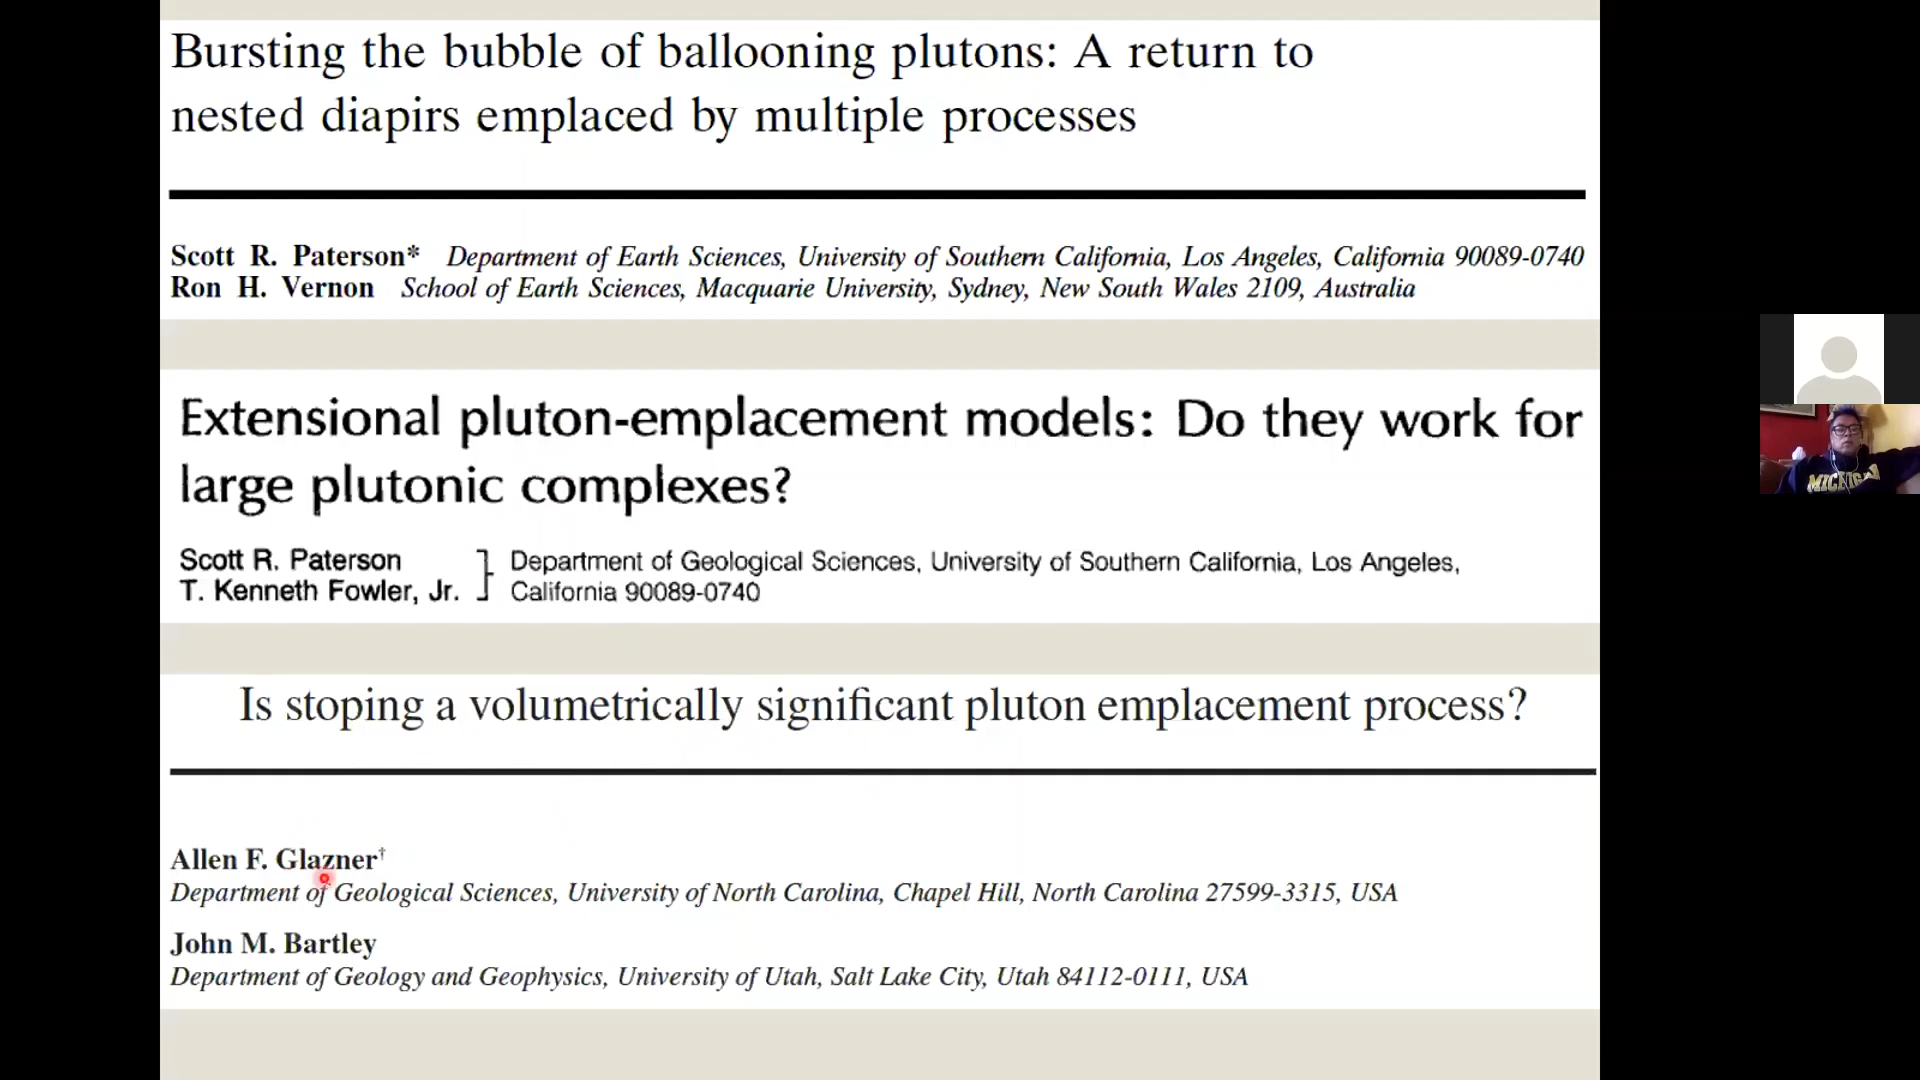 Bursting the bubble of ballooning plutons: A return to
nested diapirs emplaced by multiple processes
Scott R. Paterson* Department of Earth Sciences, University of Southern California, Los Angeles, California 90089-0740
Ron H. Vernon School of Earth Sciences, Macquarie University, Sydney, New South Wales 2109, Australia
Extensional pluton-emplacement models: Do they work for
large plutonic complexes?
Scott R. Paterson
T. Kenneth Fowler, Jr.
Department of Geological Sciences, University of Southern California, Los Angeles,
California 90089-0740
Is stoping a volumetrically significant pluton emplacement process?
Allen F. Glazner†
Department of Geological Sciences, University of North Carolina, Chapel Hill, North Carolina 27599-3315, USA
John M. Bartley
Department of Geology and Geophysics, University of Utah, Salt Lake City, Utah 84112-0111, USA
MICHIGAN